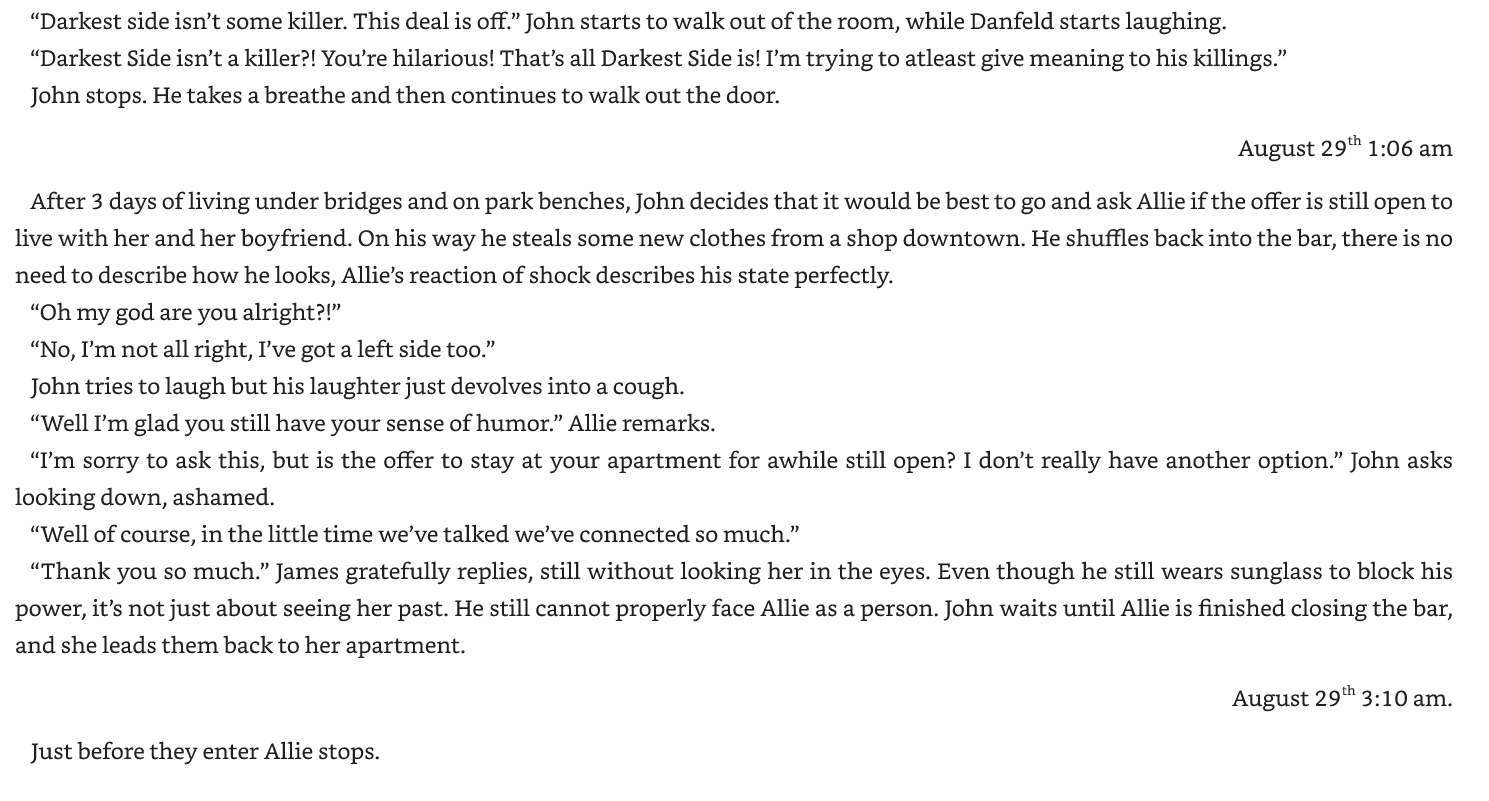 “Darkest side isn’t some killer. This deal is off.” John starts to walk out of the room, while Danfeld starts laughing.
“Darkest Side isn’t a killer?! You’re hilarious! That’s all Darkest Side is! I’m trying to atleast give meaning to his killings.”
John stops. He takes a breathe and then continues to walk out the door.
August 29th 1:06 am
After 3 days of living under bridges and on park benches, John decides that it would be best to go and ask Allie if the offer is still open to
live with her and her boyfriend. On his way he steals some new clothes from a shop downtown. He shuffles back into the bar, there is no
need to describe how he looks, Allie’s reaction of shock describes his state perfectly.
“Oh my god are you alright?!”
“No, I’m not all right, I’ve got a left side too.”
John tries to laugh but his laughter just devolves into a cough.
“Well I’m glad you still have your sense of humor.” Allie remarks.
“I’m sorry to ask this, but is the offer to stay at your apartment for awhile still open? I don’t really have another option.” John asks
looking down, ashamed.
“Well of course, in the little time we’ve talked we’ve connected so much.”
“Thank you so much.” James gratefully replies, still without looking her in the eyes. Even though he still wears sunglass to block his
power, it’s not just about seeing her past. He still cannot properly face Allie as a person. John waits until Allie is finished closing the bar,
and she leads them back to her apartment.
August 29th 3:10 am.
Just before they enter Allie stops.